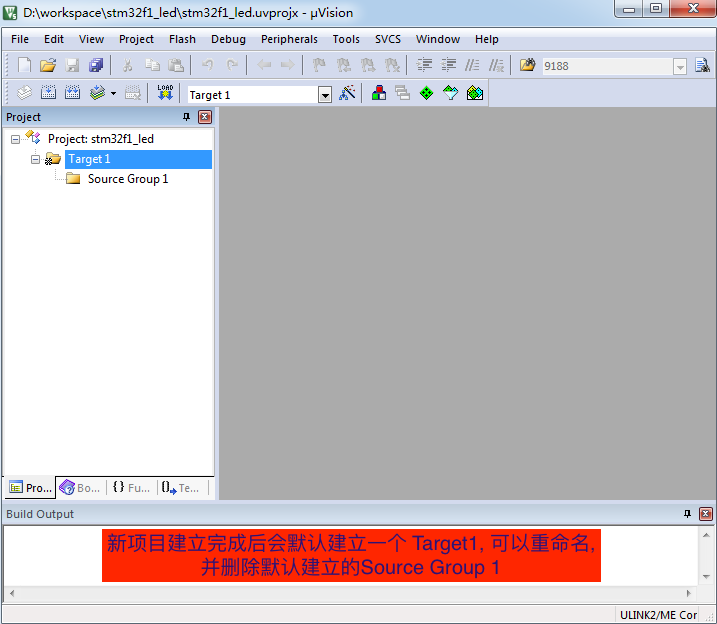 D:\workspace\stm32f1_led\stm32f1_led.uvprojx - µVision
File Edit View Project Flash Debug Peripherals Tools SVCS Window Help
9188
LOAD Target 1
Project
Project: stm32f1_led
Target 1
Source Group 1
Pro... Bo... {} Fu... Te...
Build Output
新项目建立完成后会默认建立一个 Target1, 可以重命名,
并删除默认建立的Source Group 1
ULINK2/ME Cor